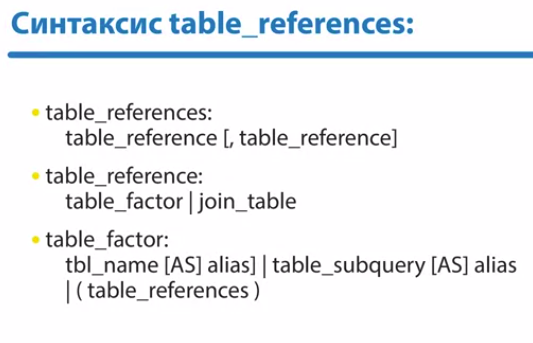 Синтаксис table_references:
• table_references:
table_reference [, table_reference]
• table_reference:
table_factor | join_table
• table_factor:
tbl_name [AS] alias] | table_subquery [AS] alias
| ( table_references )